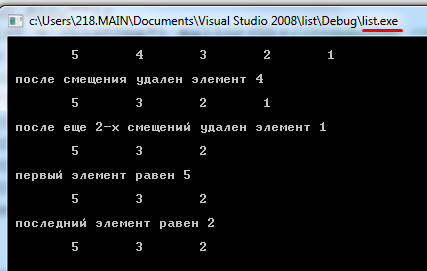 c:\Users\218.MAIN\Documents\Visual Studio 2008\list\Debug\list.exe
5 4 3 2 1
после смещения удален элемент 4
5 3 2 1
после еще 2-х смещений удален элемент 1
5 3 2
первый элемент равен 5
5 3 2
последний элемент равен 2
5 3 2